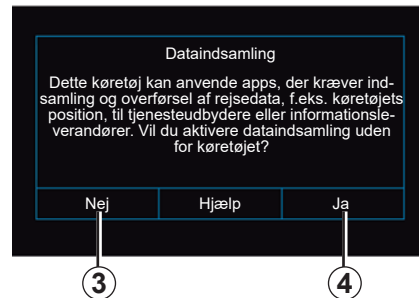 Dataindsamling
Dette køretøj kan anvende apps, der kræver ind-
samling og overførsel af rejsedata, f.eks. køretøjets
position, til tjenesteudbydere eller informationsle-
verandører. Vil du aktivere dataindsamling uden
for køretøjet?
Nej Hjælp Ja
3 4